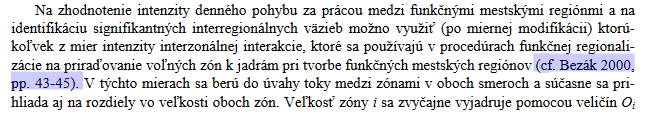 Na zhodnotenie intenzity denného pohybu za prácou medzi funkčnými mestskými regiónmi a na
identifikáciu signifikantných interregionálnych väzieb možno využiť (po miernej modifikácii) ktorú-
koľvek z mier intenzity interzonálnej interakcie, ktoré sa používajú v procedúrach funkčnej regionali-
zácie na priraďovanie voľných zón k jadrám pri tvorbe funkčných mestských regiónov (cf. Bezák 2000,
pp. 43-45). V týchto mierach sa berú do úvahy toky medzi zónami v oboch smeroch a súčasne sa pri-
hliada aj na rozdiely vo veľkosti oboch zón. Veľkosť zóny i sa zvyčajne vyjadruje pomocou veličín Oi